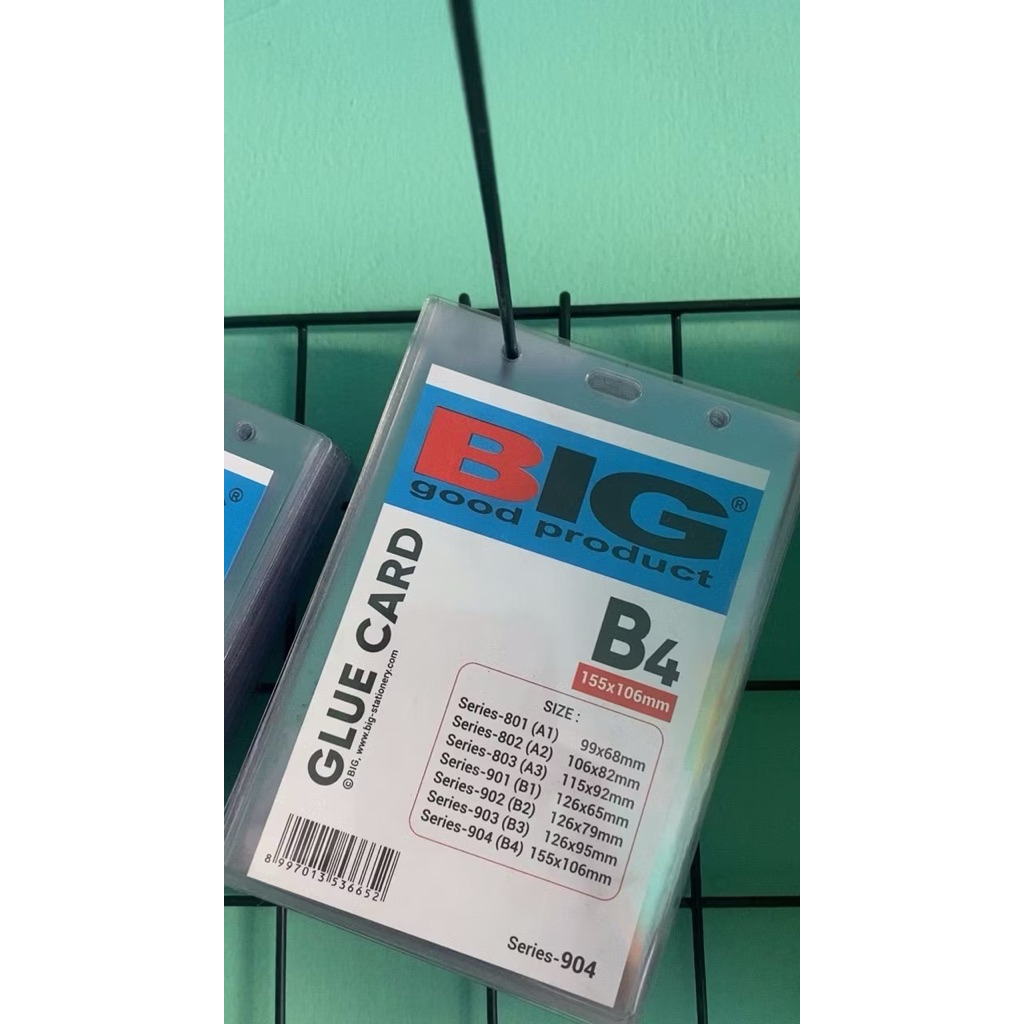 BIG®
good product
GLUE CARD
© BIG, www.big-stationery.com
B4
155x106mm
SIZE :
Series-801 (A1) 99x68mm
Series-802 (A2) 106x82mm
Series-803 (A3) 115x92mm
Series-901 (B1) 126x65mm
Series-902 (B2) 126x79mm
Series-903 (B3) 126x95mm
Series-904 (B4) 155x106mm
8 997013 536652
Series-904
®